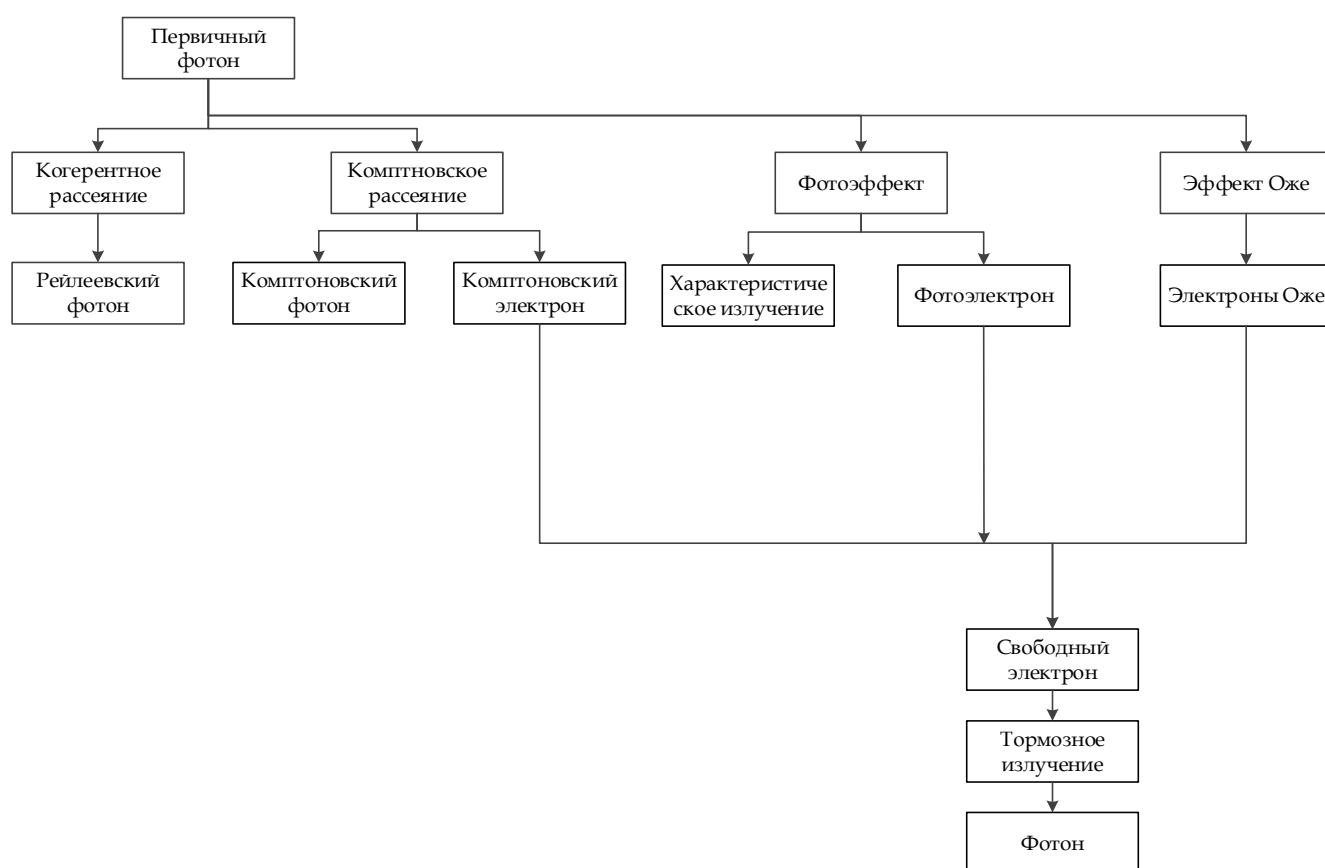 Первичный
фотон
Когерентное
рассеяние
Комптновское
рассеяние
Фотоэффект
Эффект Оже
Рейлеевский
фотон
Комптоновский
фотон
Комптоновский
электрон
Характеристиче
ское излучение
Фотоэлектрон
Электроны Оже
Свободный
электрон
Тормозное
излучение
Фотон